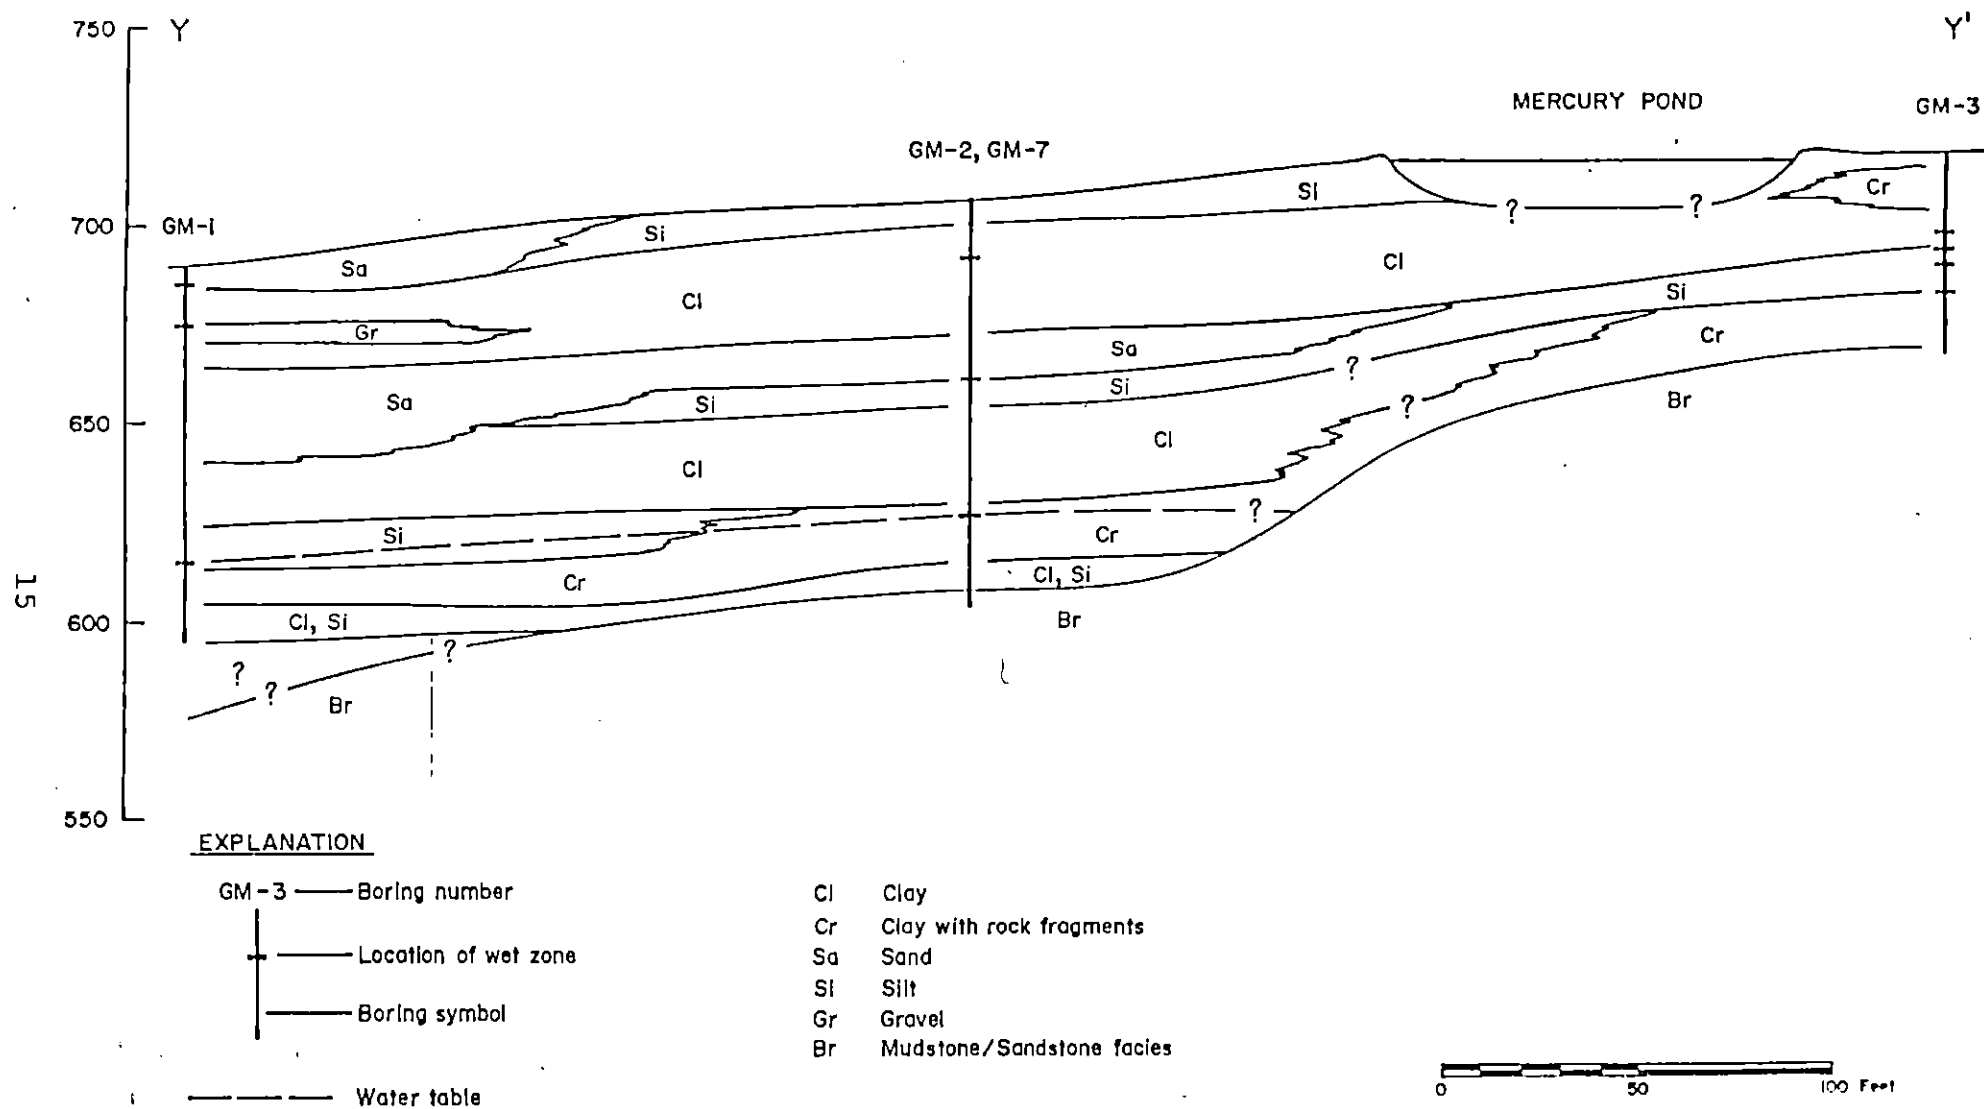 750
Y
Y'
MERCURY POND
GM-3
GM-2, GM-7
Si
Cr
? ?
700
GM-1
Si
Sa
Cl
Cl
Si
Gr
Cr
Sa
?
Si
Sa
Si
Br
?
650
Cl
Cl
?
Si
Cr
15
Cr
Cl, Si
600
Cl, Si
Br
?
?
?
Br
550
EXPLANATION
GM-3 Boring number
Location of wet zone
Boring symbol
Water table
Cl Clay
Cr Clay with rock fragments
Sa Sand
Si Silt
Gr Gravel
Br Mudstone/Sandstone facies
0 50 100 Feet